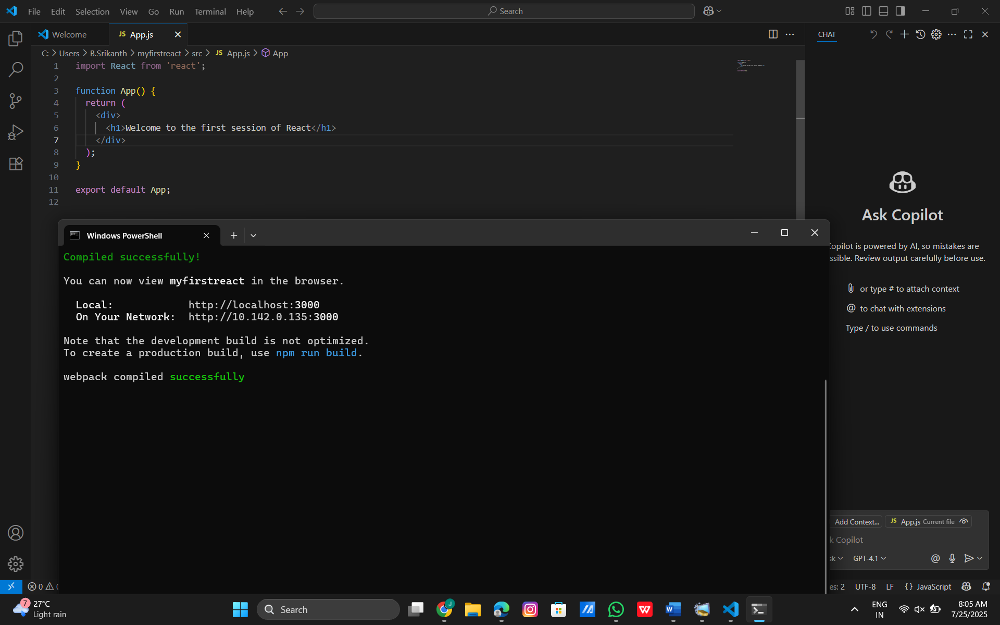 File Edit Selection View Go Run Terminal Help
Search
Welcome
JS App.js
CHAT
C: > Users > B.Srikanth > myfirstreact > src > JS App.js > App
1 import React from 'react';
2
3 function App() {
4 return (
5 <div>
6 <h1>Welcome to the first session of React</h1>
7 </div>
8 );
9 }
10
11 export default App;
12
Ask Copilot
opilot is powered by AI, so mistakes are
ssible. Review output carefully before use.
or type # to attach context
@ to chat with extensions
Type / to use commands
Windows PowerShell
Compiled successfully!
You can now view myfirstreact in the browser.
Local: http://localhost:3000
On Your Network: http://10.142.0.135:3000
Note that the development build is not optimized.
To create a production build, use npm run build.
webpack compiled successfully
Add Context...
JS App.js Current file
k Copilot
sk
GPT-4.1
@
0
es: 2
UTF-8
LF
{} JavaScript
7
27°C
Light rain
Search
J
W
W
ENG
IN
8:05 AM
7/25/2025